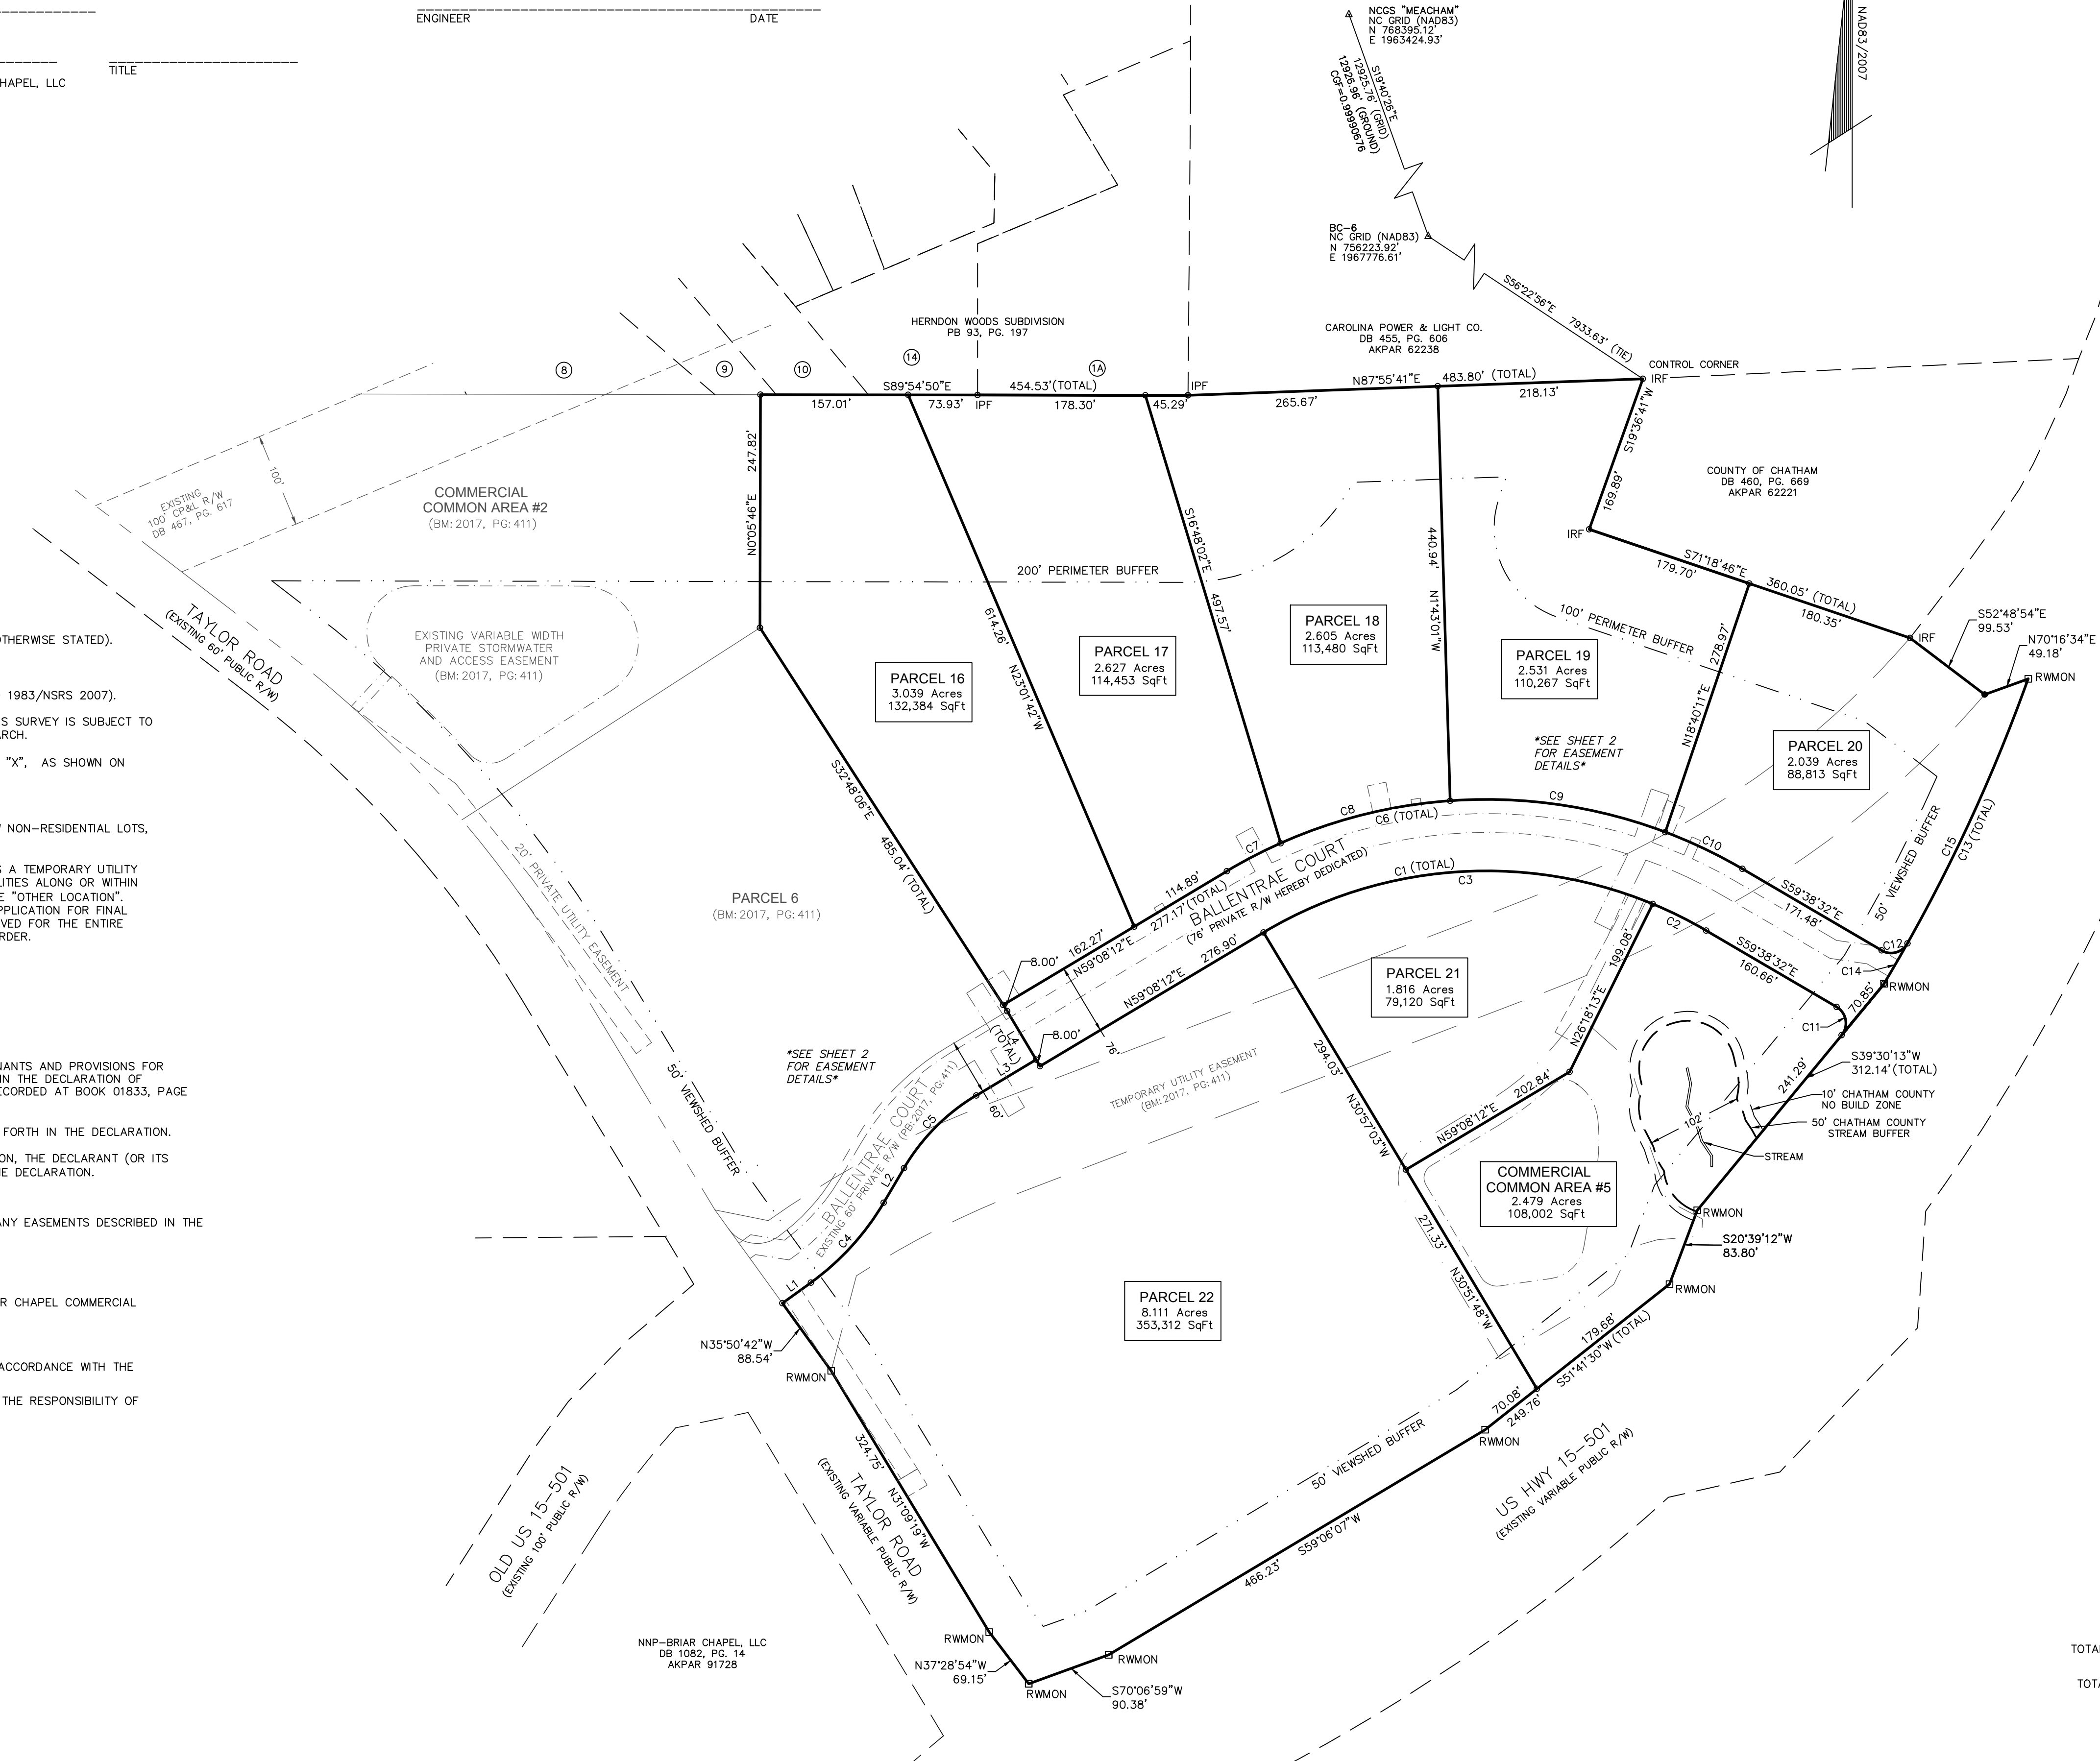 ENGINEER
DATE
TITLE
HAPEL, LLC
NCGS "MEACHAM"
NC GRID (NAD83)
N 768395.12'
E 1963424.93'
S19°40'26"E
12925.76' (GRID)
12926.96' (GROUND)
CGF=0.99990676
NAD83/2007
BC-6
NC GRID (NAD83)
N 756223.92'
E 1967776.61'
S56°22'56"E 7933.63' (TIE)
HERNDON WOODS SUBDIVISION
PB 93, PG. 197
CAROLINA POWER & LIGHT CO.
DB 455, PG. 606
AKPAR 62238
CONTROL CORNER
IRF
8
9
10
14
1A
S89°54'50"E 454.53'(TOTAL)
IPF
N87°55'41"E 483.80' (TOTAL)
157.01'
73.93'
IPF
178.30'
45.29'
265.67'
218.13'
S19°36'41"W
169.89'
IRF
COUNTY OF CHATHAM
DB 460, PG. 669
AKPAR 62221
EXISTING
100' CP&L R/W
DB 467, PG. 617
100'
COMMERCIAL
COMMON AREA #2
(BM: 2017, PG: 411)
247.82'
N0°05'46"E
200' PERIMETER BUFFER
S16°48'02"E
497.57'
440.94'
N1°43'01"W
S71°18'46"E
179.70'
360.05' (TOTAL)
180.35'
100' PERIMETER BUFFER
IRF
S52°48'54"E
99.53'
N70°16'34"E
49.18'
RWMON
TAYLOR ROAD
(EXISTING 60' PUBLIC R/W)
EXISTING VARIABLE WIDTH
PRIVATE STORMWATER
AND ACCESS EASEMENT
(BM: 2017, PG: 411)
614.26'
N23°01'42"W
PARCEL 16
3.039 Acres
132,384 SqFt
PARCEL 17
2.627 Acres
114,453 SqFt
PARCEL 18
2.605 Acres
113,480 SqFt
PARCEL 19
2.531 Acres
110,267 SqFt
278.97'
N18°40'11"E
PARCEL 20
2.039 Acres
88,813 SqFt
*SEE SHEET 2
FOR EASEMENT
DETAILS*
OTHERWISE STATED).
1983/NSRS 2007).
S SURVEY IS SUBJECT TO
ARCH.
"X", AS SHOWN ON
NON-RESIDENTIAL LOTS,
S A TEMPORARY UTILITY
LITIES ALONG OR WITHIN
E "OTHER LOCATION".
PPLICATION FOR FINAL
VED FOR THE ENTIRE
RDER.
S32°48'06"E
485.04' (TOTAL)
20' PRIVATE UTILITY EASEMENT
PARCEL 6
(BM: 2017, PG: 411)
C7
C8
C6 (TOTAL)
C9
C10
50' VIEWSHED BUFFER
C15
C13 (TOTAL)
114.89'
277.17' (TOTAL)
162.27'
N59°08'12"E
BALLENTRAE COURT
(76' PRIVATE R/W HEREBY DEDICATED)
C1 (TOTAL)
C3
S59°38'32"E
171.48'
C12
C14
RWMON
70.85'
8.00'
N59°08'12"E
276.90'
PARCEL 21
1.816 Acres
79,120 SqFt
199.08'
N26°18'13"E
C2
S59°38'32"E
160.66'
C11
L4
(TOTAL)
8.00'
76'
L3
60'
*SEE SHEET 2
FOR EASEMENT
DETAILS*
TEMPORARY UTILITY EASEMENT
(BM: 2017, PG: 411)
294.03'
N30°57'03"W
N59°08'12"E
202.84'
S39°30'13"W
312.14'(TOTAL)
241.29'
10' CHATHAM COUNTY
NO BUILD ZONE
50' CHATHAM COUNTY
STREAM BUFFER
102'
STREAM
NANTS AND PROVISIONS FOR
IN THE DECLARATION OF
ECORDED AT BOOK 01833, PAGE
FORTH IN THE DECLARATION.
ON, THE DECLARANT (OR ITS
HE DECLARATION.
ANY EASEMENTS DESCRIBED IN THE
50' VIEWSHED BUFFER
BALLENTRAE COURT
EXISTING 60' PRIVATE R/W (PB: 2017, PG: 411)
C5
L2
C4
L1
COMMERCIAL
COMMON AREA #5
2.479 Acres
108,002 SqFt
271.33'
N30°51'48"W
RWMON
S20°39'12"W
83.80'
RWMON
PARCEL 22
8.111 Acres
353,312 SqFt
R CHAPEL COMMERCIAL
ACCORDANCE WITH THE
THE RESPONSIBILITY OF
N35°50'42"W
88.54'
RWMON
179.68'
S51°41'30"W (TOTAL)
70.08'
249.76'
RWMON
50' VIEWSHED BUFFER
US HWY 15-501
(EXISTING VARIABLE PUBLIC R/W)
324.75'
N31°09'19"W
TAYLOR ROAD
(EXISTING VARIABLE PUBLIC R/W)
OLD US 15-501
(EXISTING 100' PUBLIC R/W)
466.23'
S59°06'07"W
NNP-BRIAR CHAPEL, LLC
DB 1082, PG. 14
AKPAR 91728
RWMON
N37°28'54"W
69.15'
RWMON
RWMON
S70°06'59"W
90.38'
TOTA
TOTA